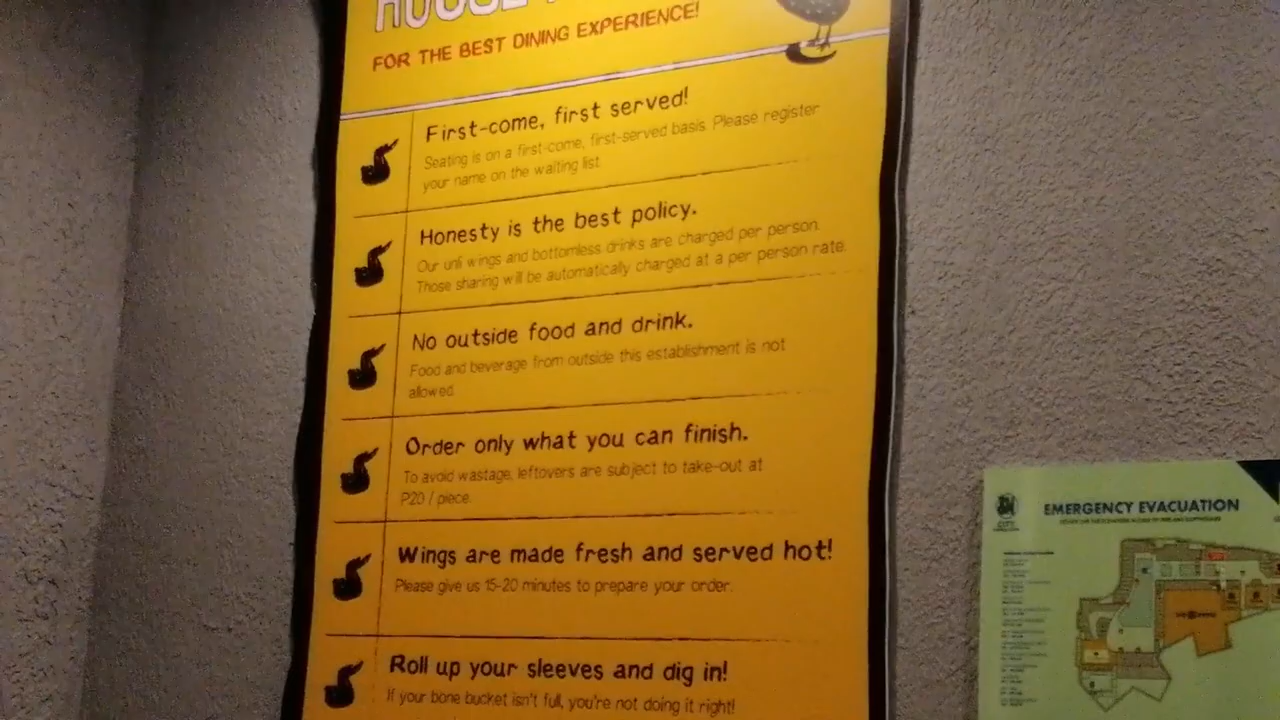 HOUSE
FOR THE BEST DINING EXPERIENCE!
First-come, first served!
Seating is on a first-come, first-served basis. Please register
your name on the waiting list.
Honesty is the best policy.
Our unli wings and bottomless drinks are charged per person.
Those sharing will be automatically charged at a per person rate.
No outside food and drink.
Food and beverage from outside this establishment is not
allowed.
Order only what you can finish.
To avoid wastage, leftovers are subject to take-out at
P20 / piece.
Wings are made fresh and served hot!
Please give us 15-20 minutes to prepare your order.
Roll up your sleeves and dig in!
If your bone bucket isn't full, you're not doing it right!
SM
CITY
EMERGENCY EVACUATION